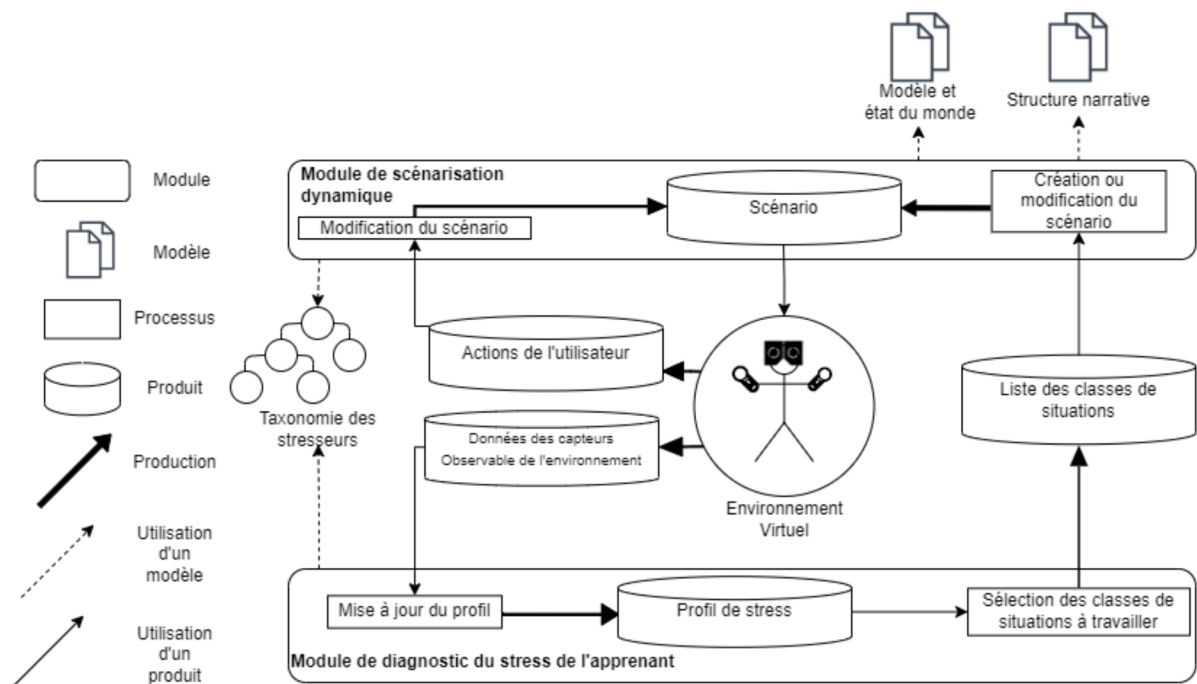 Modèle et
état du monde
Structure narrative
Module
Modèle
Processus
Produit
Production
Utilisation
d'un
modèle
Utilisation
d'un
produit
Module de scénarisation
dynamique
Modification du scénario
Scénario
Création ou
modification du
scénario
Taxonomie des
stresseurs
Actions de l'utilisateur
Données des capteurs
Observable de l'environnement
Environnement
Virtuel
Liste des classes de
situations
Mise à jour du profil
Profil de stress
Sélection des classes de
situations à travailler
Module de diagnostic du stress de l'apprenant